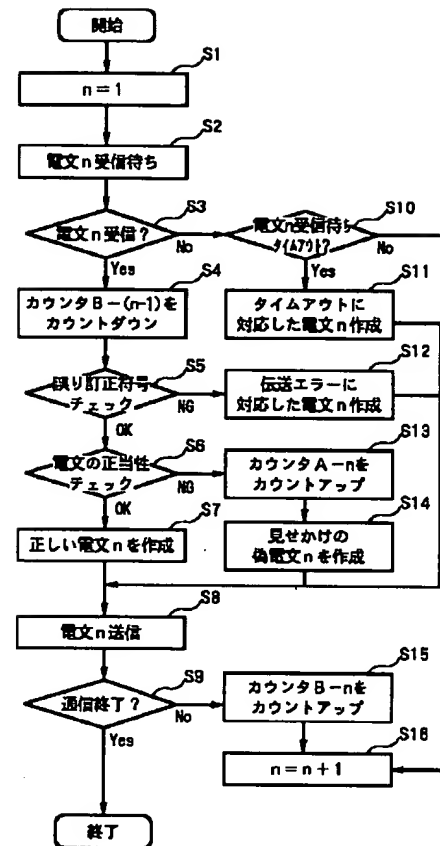 開始
S1
n=1
S2
電文n受信待ち
S3
電文n受信?
No
Yes
S10
電文n受信待ち
タイムアウト?
No
Yes
S4
カウンタB-(n-1)を
カウントダウン
S11
タイムアウトに
対応した電文n作成
S5
誤り訂正符号
チェック
NG
OK
S12
伝送エラーに
対応した電文n作成
S6
電文の正当性
チェック
NG
OK
S13
カウンタA-nを
カウントアップ
S7
正しい電文nを作成
S14
見せかけの
偽電文nを作成
S8
電文n送信
S9
通信終了?
No
Yes
S15
カウンタB-nを
カウントアップ
S16
n=n+1
終了